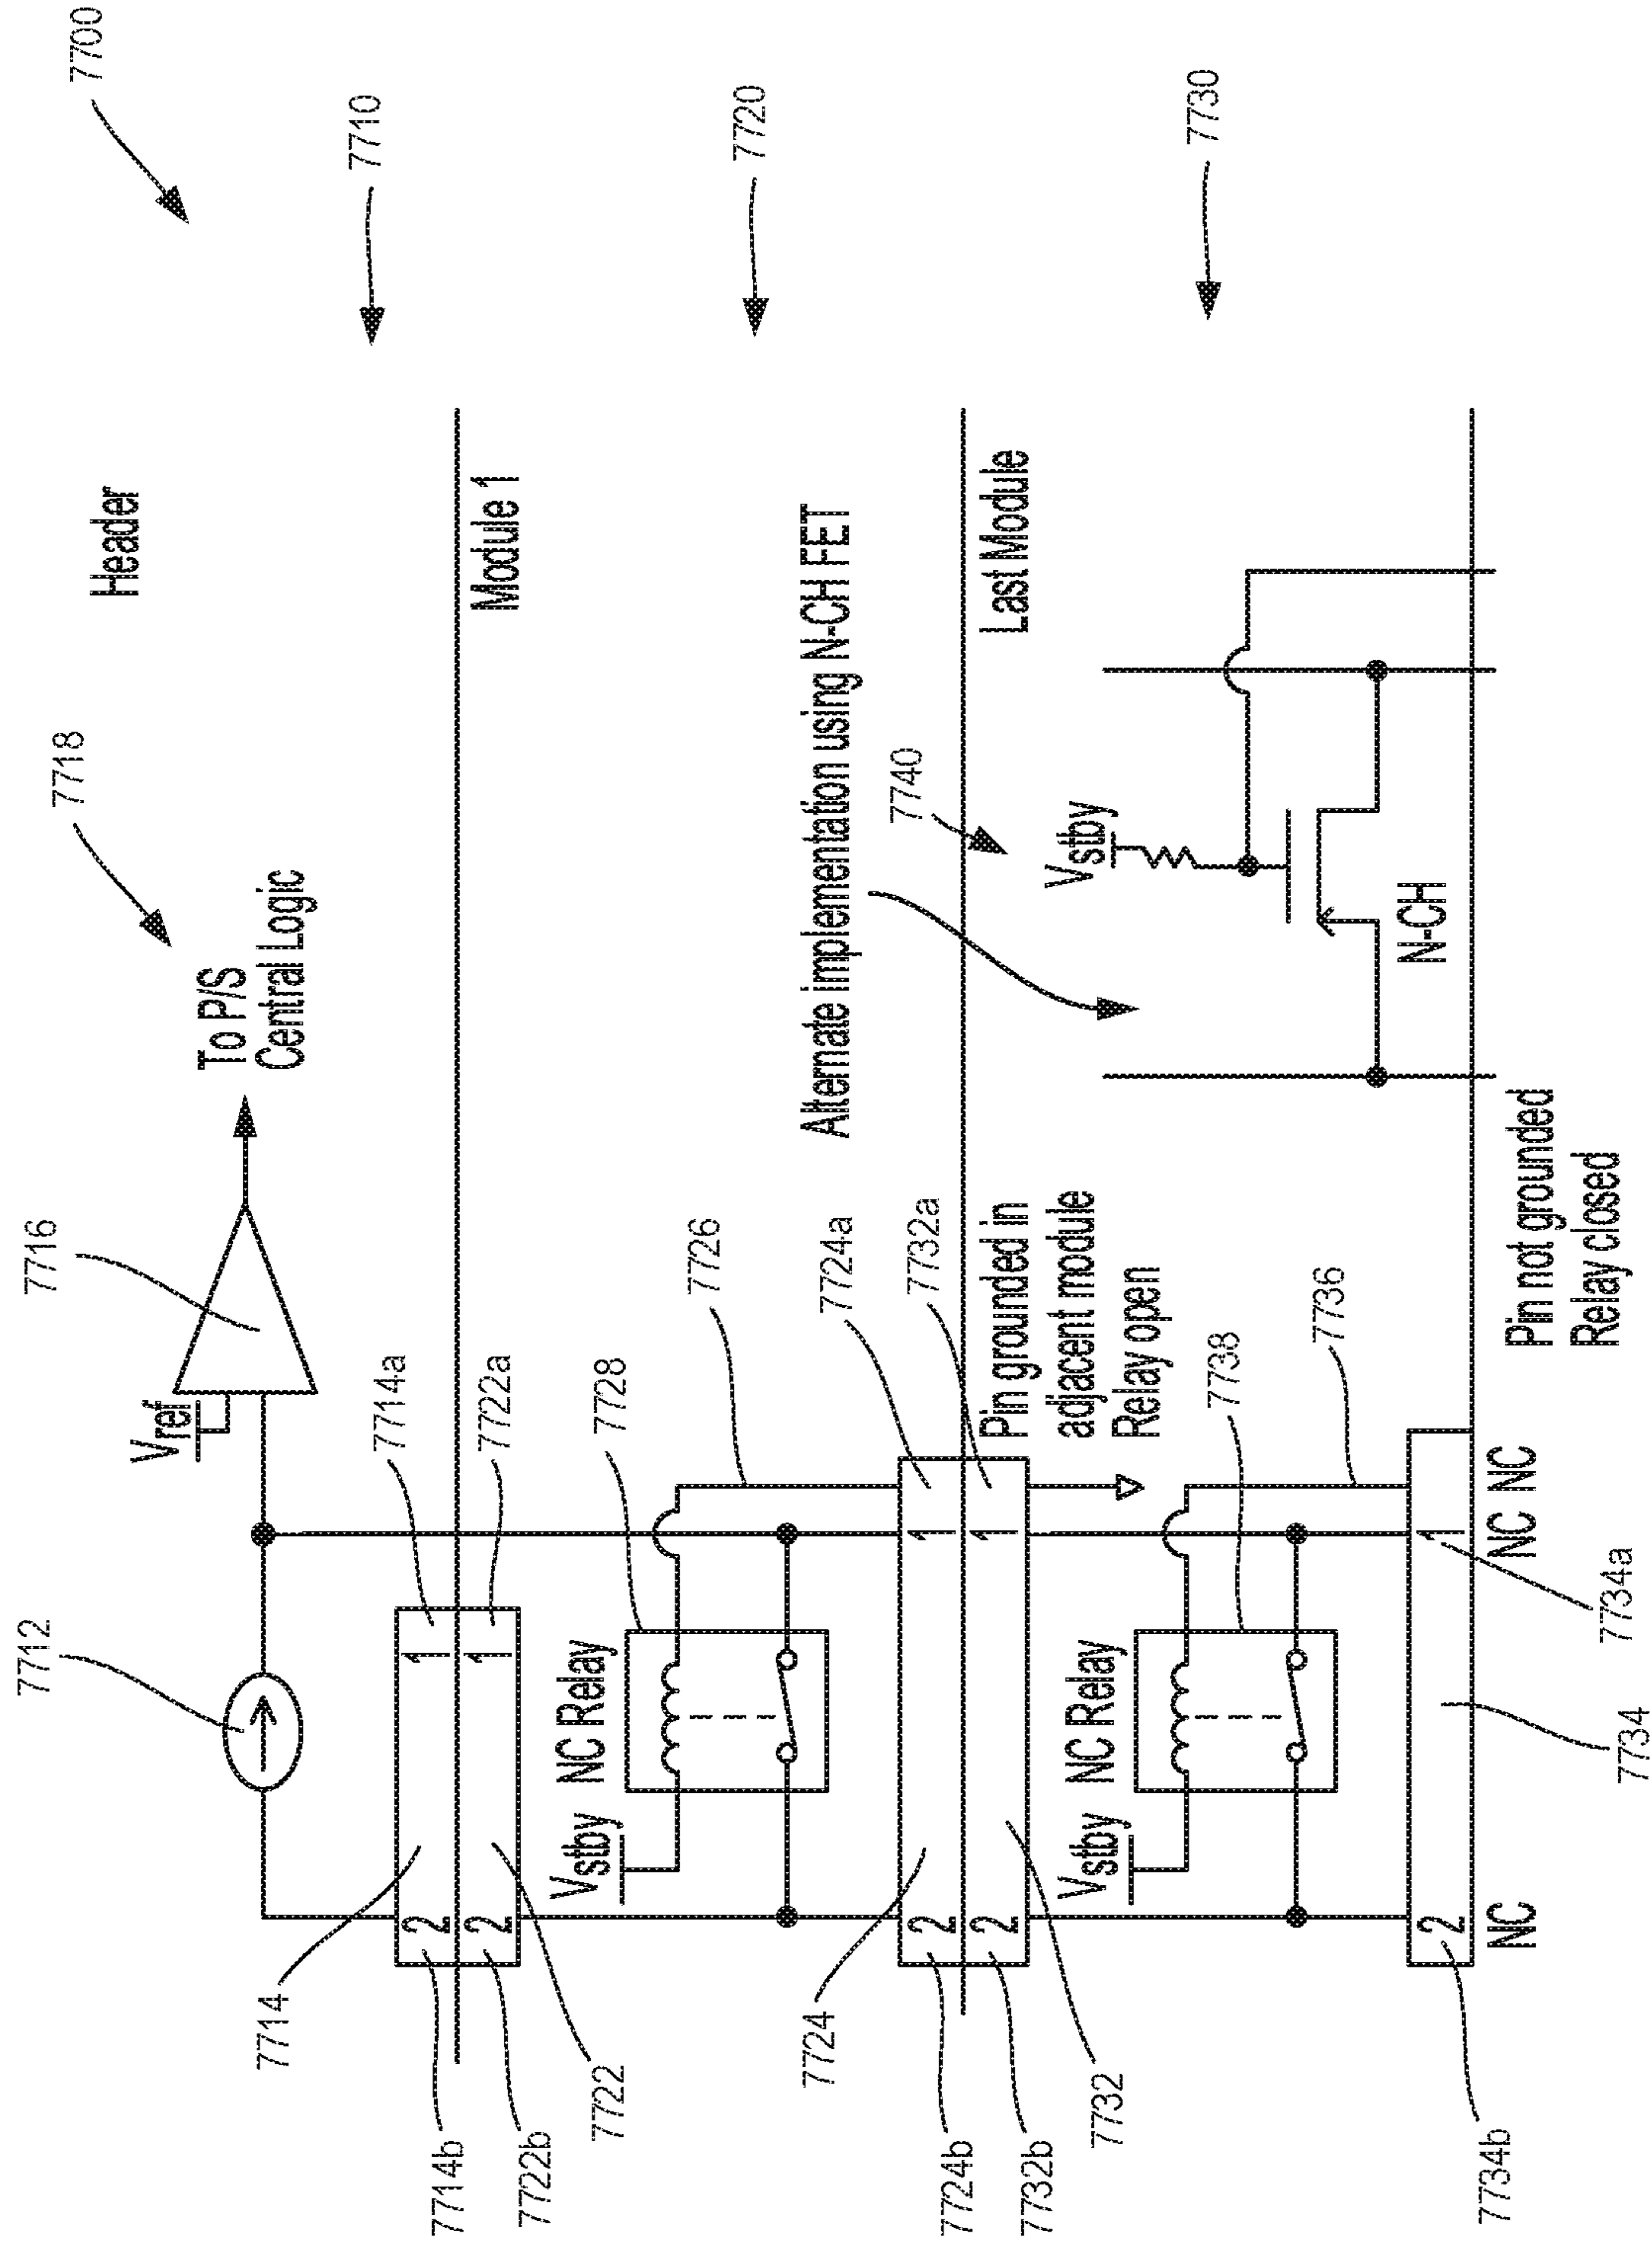 7700
Header
7718
To P/S
Central Logic
7716
Vref
7712
7710
7714a
7714
7714b
1
2
Module 1
7722a
1
2
7722
7722b
7720
7726
7728
NC Relay
Vstby
Alternate implementation using N-CH FET
7724a
7724
7724b
1
2
Last Module
7740
7732a
1
2
7732
7732b
Pin grounded in
adjacent module
Relay open
Vstby
N-CH
7730
7738
7736
NC Relay
Vstby
1
2
7734a
7734
7734b
NC NC
NC
Pin not grounded
Relay closed